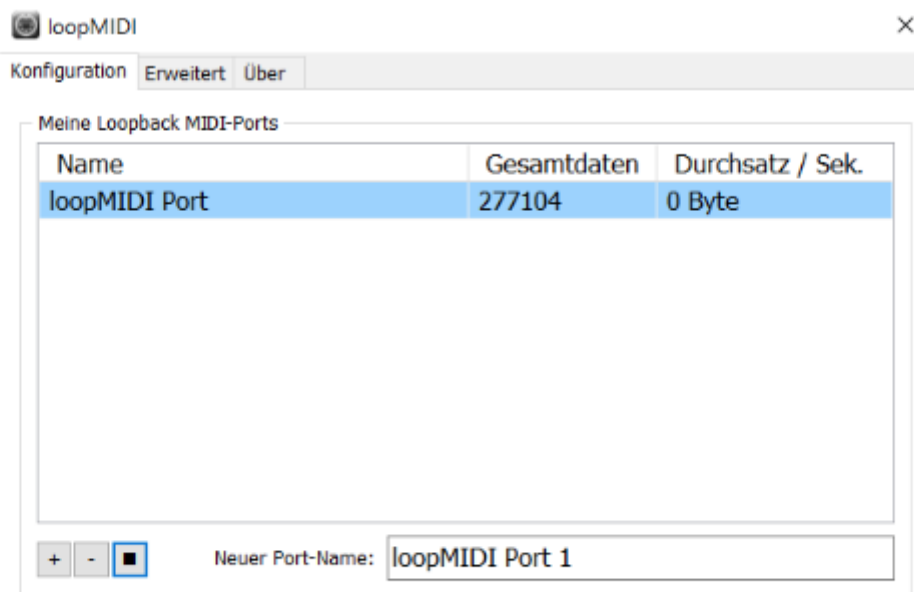 loopMIDI
Konfiguration Erweitert Über
Meine Loopback MIDI-Ports
Name Gesamtdaten Durchsatz / Sek.
loopMIDI Port 277104 0 Byte
+ - Neuer Port-Name: loopMIDI Port 1